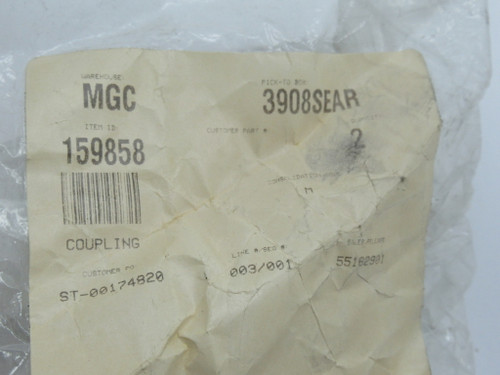 WAREHOUSE
MGC
PICK-TO BOX
3908SEAR
ITEM ID
159858
CUSTOMER PART #
2
M
COUPLING
CUSTOMER PO
ST-00174820
LINE #/SEQ #
003/001
55162901